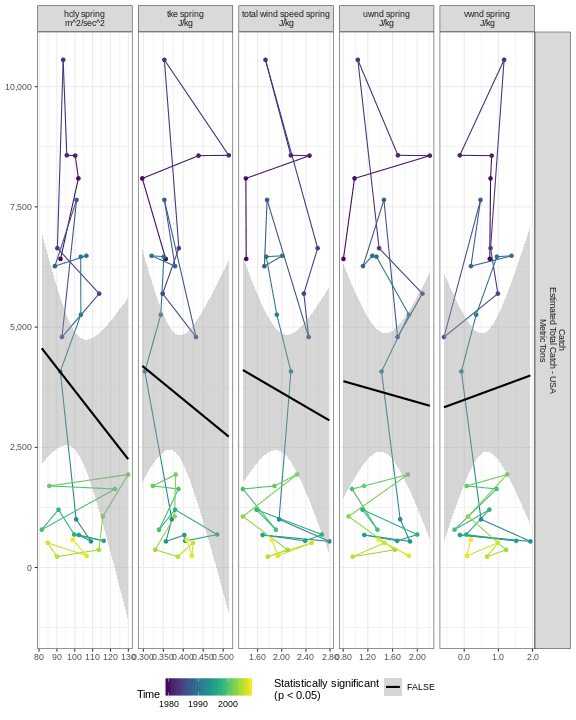 hcly spring
m^2/sec^2
tke spring
J/kg
total wind speed spring
J/kg
uwnd spring
J/kg
vwnd spring
J/kg
10,000
7,500
5,000
2,500
0
Catch
Estimated Total Catch - USA
Metric Tons
80 90 100 110 120 130
0.300 0.350 0.400 0.450 0.500
1.60 2.00 2.40 2.80
0.80 1.20 1.60 2.00
0.0 1.0 2.0
Time
1980 1990 2000
Statistically significant
(p < 0.05)
FALSE